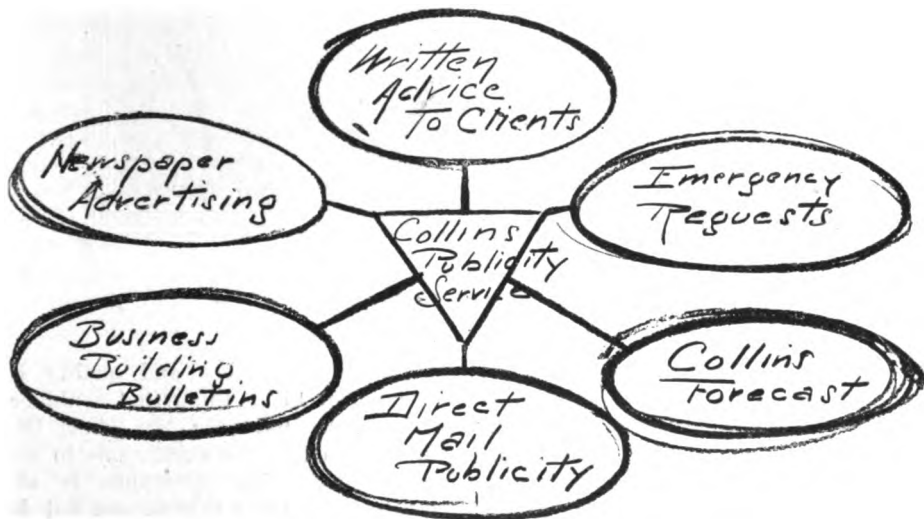 Written
Advice
To Clients
Newspaper
Advertising
Emergency
Requests
Collins
Publicity
Service
Business
Building
Bulletins
Collins
Forecast
Direct
Mail
Publicity